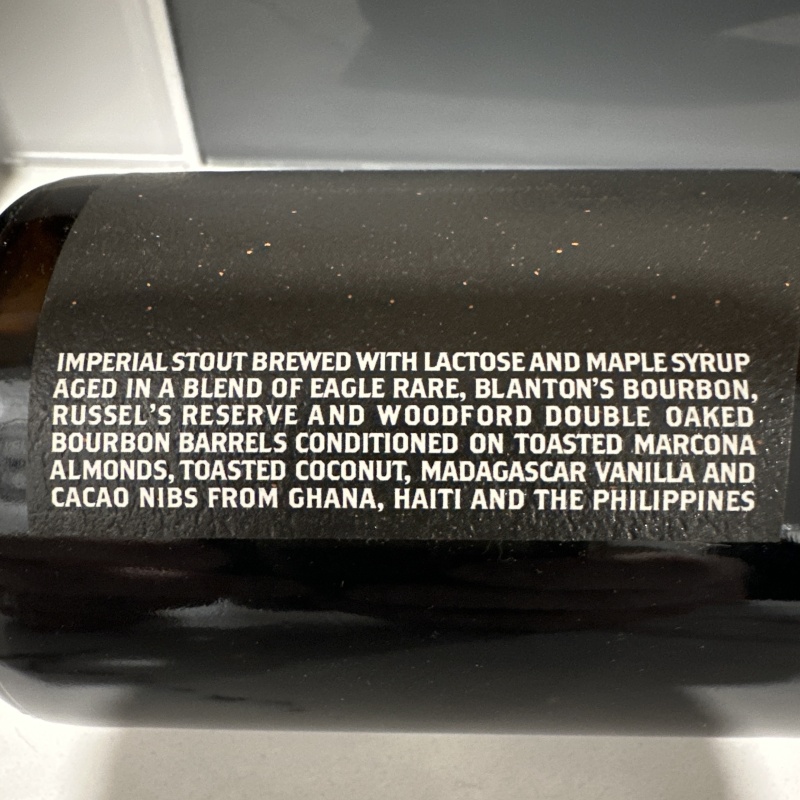 IMPERIAL STOUT BREWED WITH LACTOSE AND MAPLE SYRUP
AGED IN A BLEND OF EAGLE RARE, BLANTON'S BOURBON,
RUSSEL'S RESERVE AND WOODFORD DOUBLE OAKED
BOURBON BARRELS CONDITIONED ON TOASTED MARCONA
ALMONDS, TOASTED COCONUT, MADAGASCAR VANILLA AND
CACAO NIBS FROM GHANA, HAITI AND THE PHILIPPINES